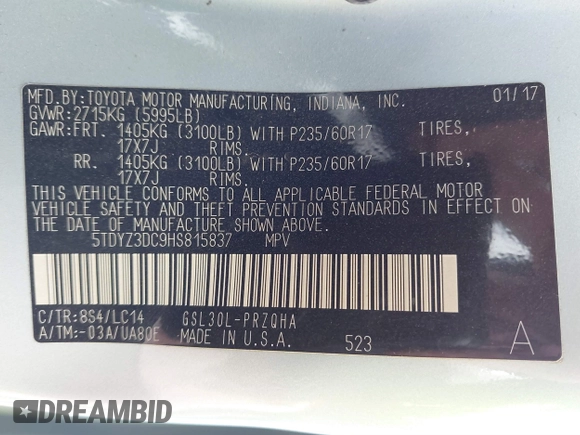 MFD.BY:TOYOTA MOTOR MANUFACTURING, INDIANA, INC. 01/17
GVWR:2715KG (5995LB)
GAWR:FRT. 1405KG (3100LB) WITH P235/60R17 TIRES,
17X7J RIMS.
RR. 1405KG (3100LB) WITH P235/60R17 TIRES,
17X7J RIMS.
THIS VEHICLE CONFORMS TO ALL APPLICABLE FEDERAL MOTOR
VEHICLE SAFETY AND THEFT PREVENTION STANDARDS IN EFFECT ON
THE DATE OF MANUFACTURE SHOWN ABOVE.
5TDYZ3DC9HS815837 MPV
C/TR:8S4/LC14 GSL30L-PRZQHA
A/TM:-03A/UA80E MADE IN U.S.A. 523 A
DREAMBID